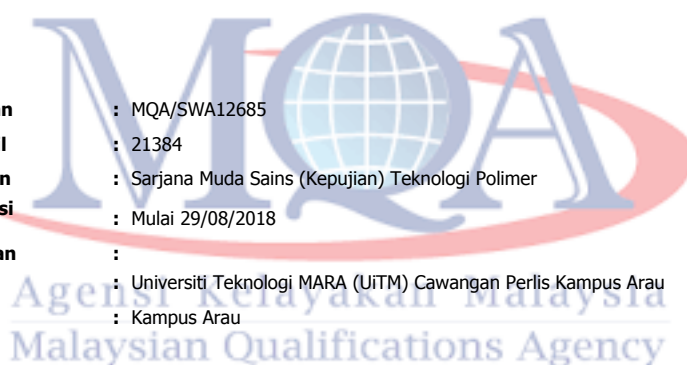 MQA
an : MQA/SWA12685
l : 21384
n : Sarjana Muda Sains (Kepujian) Teknologi Polimer
si : Mulai 29/08/2018
an :
: Universiti Teknologi MARA (UiTM) Cawangan Perlis Kampus Arau
: Kampus Arau
Agensi Kelayakan Malaysia
Malaysian Qualifications Agency